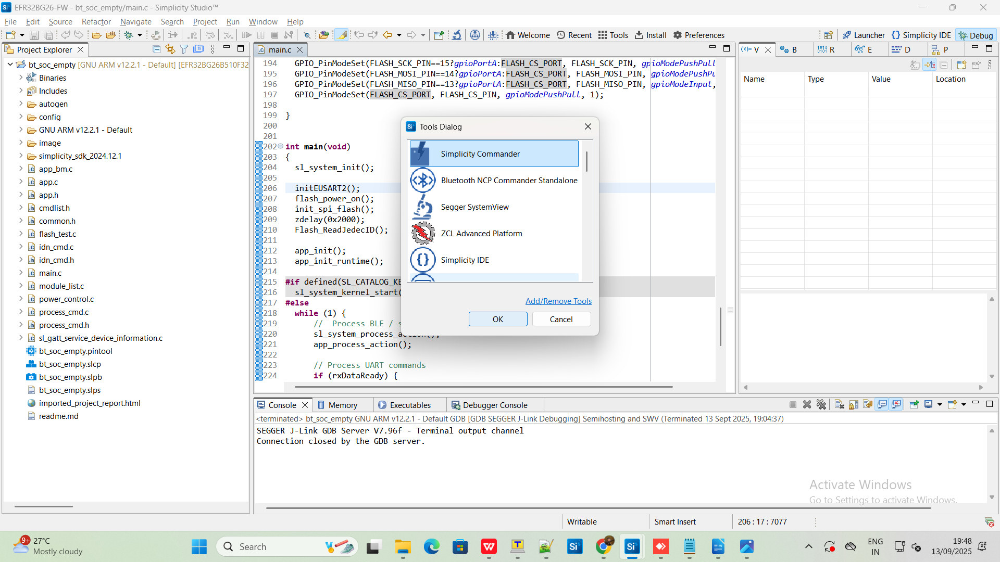 EFR32BG26-FW - bt_soc_empty/main.c - Simplicity Studio™
File Edit Source Refactor Navigate Search Project Run Window Help
Welcome Recent Tools Install Preferences Launcher Simplicity IDE Debug
Project Explorer
bt_soc_empty [GNU ARM v12.2.1 - Default] [EFR32BG26B510F32
Binaries
Includes
autogen
config
GNU ARM v12.2.1 - Default
image
simplicity_sdk_2024.12.1
app_bm.c
app.c
app.h
cmdlist.h
common.h
flash_test.c
idn_cmd.c
idn_cmd.h
main.c
module_list.c
power_control.c
process_cmd.c
process_cmd.h
sl_gatt_service_device_information.c
bt_soc_empty.pintool
bt_soc_empty.slcp
bt_soc_empty.slpb
bt_soc_empty.slps
imported_project_report.html
readme.md
main.c
194 GPIO_PinModeSet(FLASH_SCK_PIN==15?gpioPortA:FLASH_CS_PORT, FLASH_SCK_PIN, gpioModePushPull
195 GPIO_PinModeSet(FLASH_MOSI_PIN==14?gpioPortA:FLASH_CS_PORT, FLASH_MOSI_PIN, gpioModePushPu
196 GPIO_PinModeSet(FLASH_MISO_PIN==13?gpioPortA:FLASH_CS_PORT, FLASH_MISO_PIN, gpioModeInput,
197 GPIO_PinModeSet(FLASH_CS_PORT, FLASH_CS_PIN, gpioModePushPull, 1);
198
199 }
200
201
202 int main(void)
203 {
204 sl_system_init();
205
206 initEUSART2();
207 flash_power_on();
208 init_spi_flash();
209 zdelay(0x2000);
210 Flash_ReadJedecID();
211
212 app_init();
213 app_init_runtime();
214
215 #if defined(SL_CATALOG_KE
216 sl_system_kernel_start(
217 #else
218 while (1) {
219 // Process BLE / s
220 sl_system_process_action();
221 app_process_action();
222
223 // Process UART commands
224 if (rxDataReady) {
Tools Dialog
Simplicity Commander
Bluetooth NCP Commander Standalone
Segger SystemView
ZCL Advanced Platform
Simplicity IDE
Add/Remove Tools
OK Cancel
(x)= V B 1010 0101 R E D P
Name Type Value Location
Console Memory Executables Debugger Console
<terminated> bt_soc_empty GNU ARM v12.2.1 - Default GDB [GDB SEGGER J-Link Debugging] Semihosting and SWV (Terminated 13 Sept 2025, 19:04:37)
SEGGER J-Link GDB Server V7.96f - Terminal output channel
Connection closed by the GDB server.
Activate Windows
Go to Settings to activate Windows.
Writable Smart Insert 206 : 17 : 7077
9+ 27°C
Mostly cloudy
Search
ENG
IN
19:48
13/09/2025